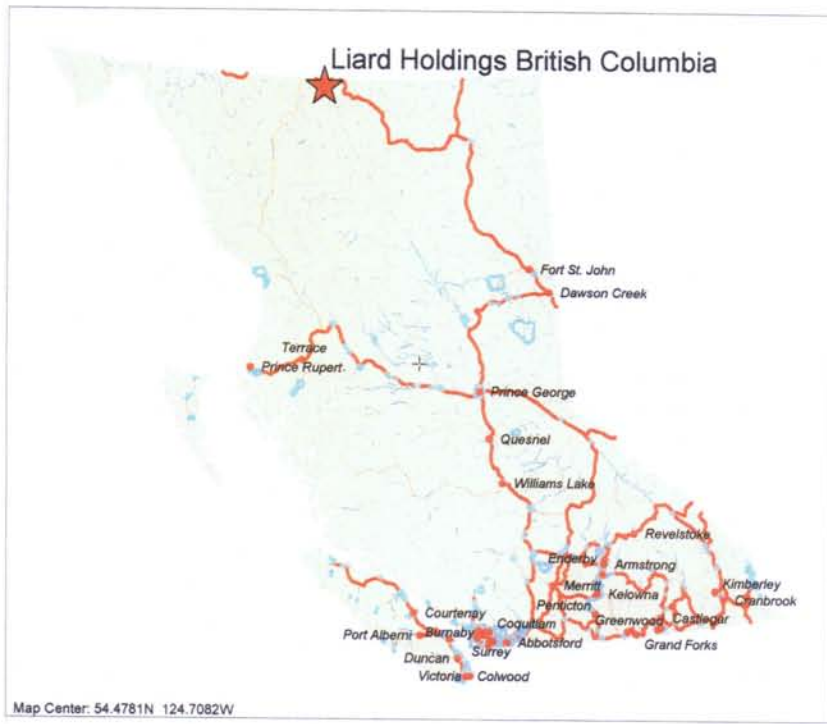 Liard Holdings British Columbia
Fort St. John
Dawson Creek
Terrace
Prince Rupert
Prince George
Quesnel
Williams Lake
Revelstoke
Enderby
Armstrong
Merritt
Kelowna
Kimberley
Cranbrook
Penticton
Courtenay
Coquitlam
Greenwood
Castlegar
Port Alberni
Burnaby
Abbotsford
Grand Forks
Surrey
Duncan
Victoria
Colwood
Map Center: 54.4781N 124.7082W